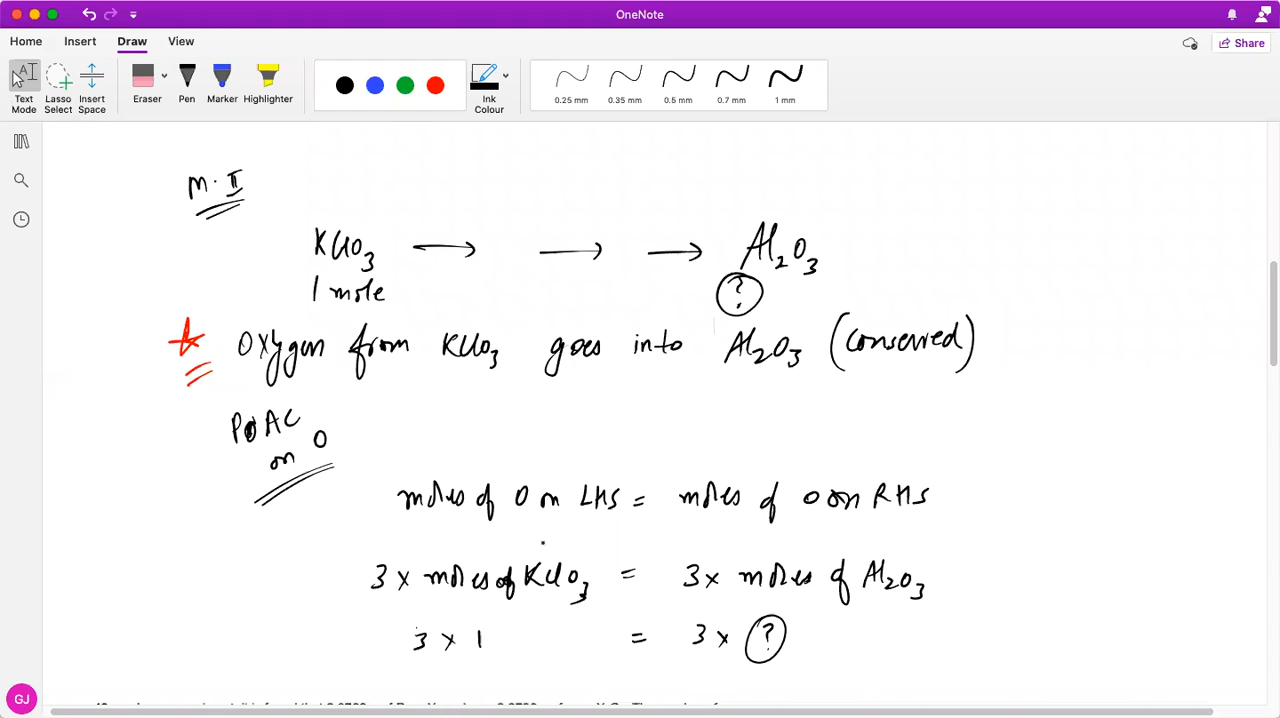 OneNote
Home Insert Draw View
Share
Text Mode
Lasso Select
Insert Space
Eraser
Pen
Marker
Highlighter
Ink Colour
0.25 mm
0.35 mm
0.5 mm
0.7 mm
1 mm
M. II
KClO3 ⟶ ⟶ ⟶ Al2O3
1 mole ?
Oxygen from KClO3 goes into Al2O3 (conserved)
POAC
on O
moles of O on LHS = moles of O on RHS
3 × moles of KClO3 = 3 × moles of Al2O3
3 × 1 = 3 × ?
GJ